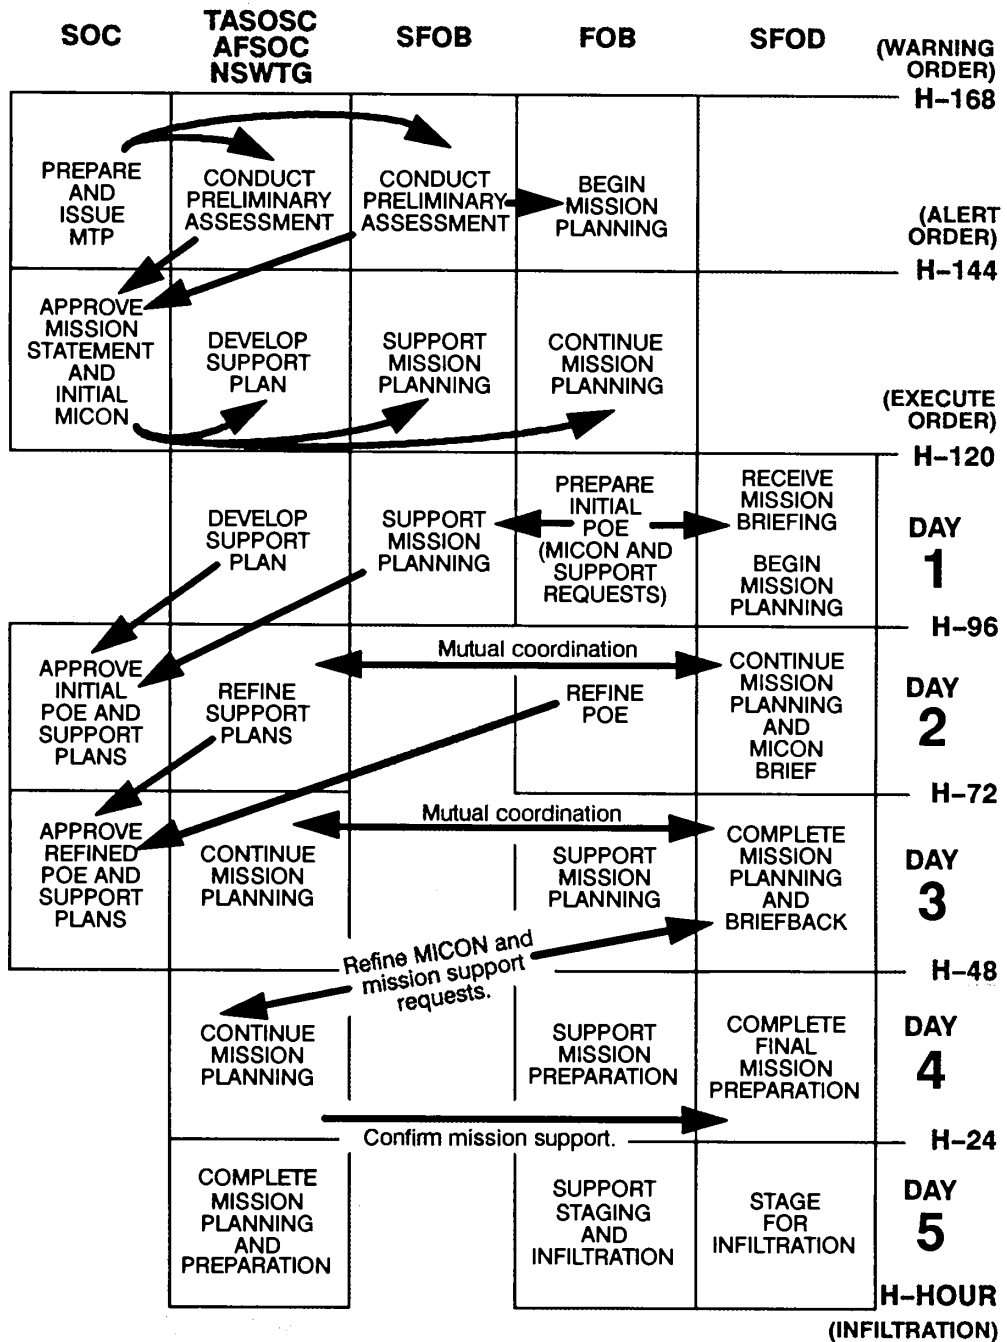 SOC
TASOSC
AFSOC
NSWTG
SFOB
FOB
SFOD
(WARNING
ORDER)
H–168
PREPARE
AND
ISSUE
MTP
CONDUCT
PRELIMINARY
ASSESSMENT
CONDUCT
PRELIMINARY
ASSESSMENT
BEGIN
MISSION
PLANNING
(ALERT
ORDER)
H–144
APPROVE
MISSION
STATEMENT
AND
INITIAL
MICON
DEVELOP
SUPPORT
PLAN
SUPPORT
MISSION
PLANNING
CONTINUE
MISSION
PLANNING
(EXECUTE
ORDER)
H–120
DEVELOP
SUPPORT
PLAN
SUPPORT
MISSION
PLANNING
PREPARE
INITIAL
POE
(MICON AND
SUPPORT
REQUESTS)
RECEIVE
MISSION
BRIEFING
BEGIN
MISSION
PLANNING
DAY
1
H–96
APPROVE
INITIAL
POE AND
SUPPORT
PLANS
REFINE
SUPPORT
PLANS
Mutual coordination
REFINE
POE
CONTINUE
MISSION
PLANNING
AND
MICON
BRIEF
DAY
2
H–72
APPROVE
REFINED
POE AND
SUPPORT
PLANS
CONTINUE
MISSION
PLANNING
Mutual coordination
SUPPORT
MISSION
PLANNING
COMPLETE
MISSION
PLANNING
AND
BRIEFBACK
DAY
3
H–48
Refine MICON and
mission support
requests.
CONTINUE
MISSION
PLANNING
SUPPORT
MISSION
PREPARATION
COMPLETE
FINAL
MISSION
PREPARATION
DAY
4
Confirm mission support.
H–24
COMPLETE
MISSION
PLANNING
AND
PREPARATION
SUPPORT
STAGING
AND
INFILTRATION
STAGE
FOR
INFILTRATION
DAY
5
H–HOUR
(INFILTRATION)